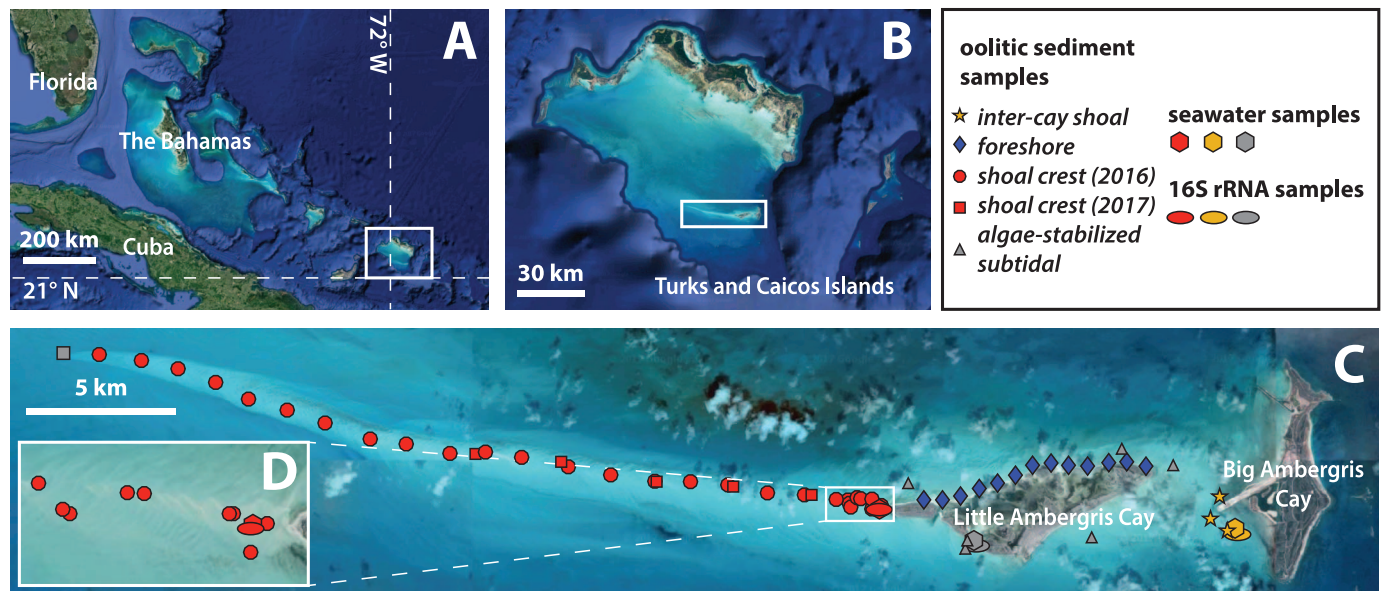 A
72° W
Florida
The Bahamas
200 km
Cuba
21° N
B
30 km
Turks and Caicos Islands
oolitic sediment
samples
inter-cay shoal
foreshore
shoal crest (2016)
shoal crest (2017)
algae-stabilized
subtidal
seawater samples
16S rRNA samples
C
5 km
D
Little Ambergris Cay
Big Ambergris
Cay